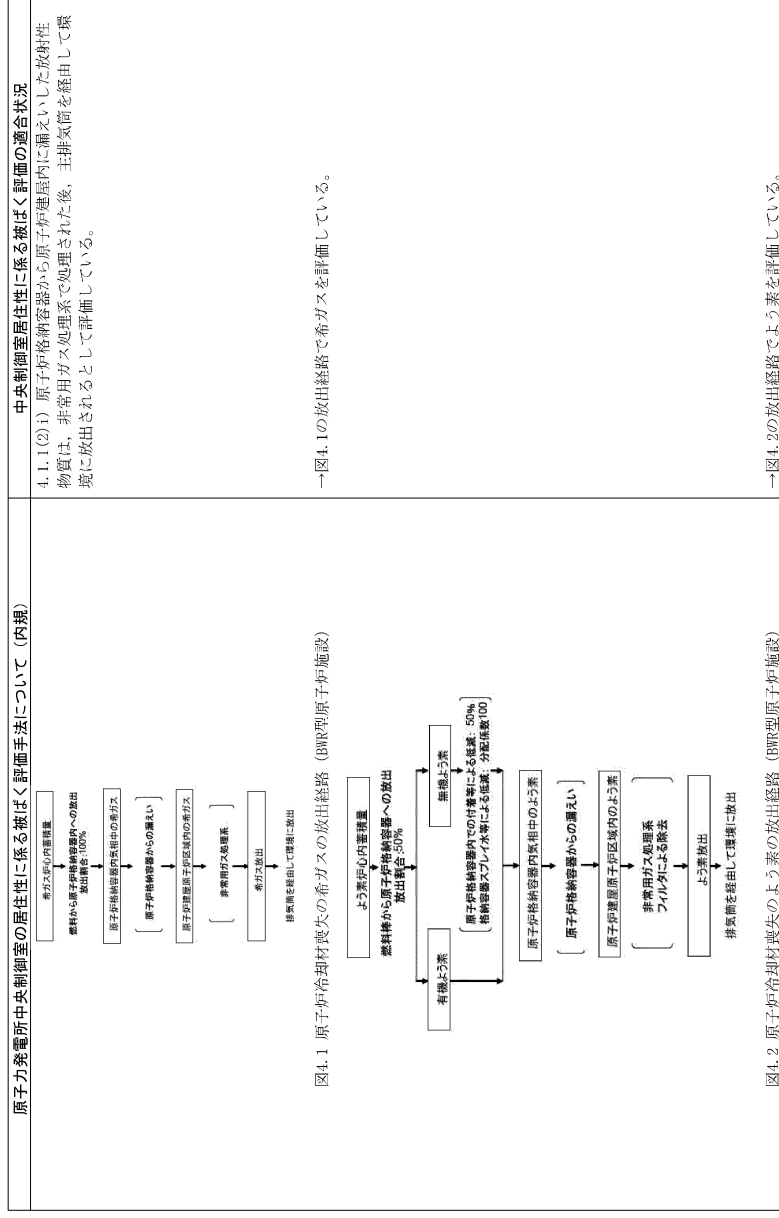 原子力発電所中央制御室の居住性に係る被ばく評価手法について（内規）
希ガス炉心内蓄積量
燃料から原子炉格納容器内への放出
放出割合:100%
原子炉格納容器内気相中の希ガス
原子炉格納容器からの漏えい
原子炉建屋原子炉区域内の希ガス
非常用ガス処理系
希ガス放出
排気筒を経由して環境に放出
図4.1 原子炉冷却材喪失の希ガスの放出経路（BWR型原子炉施設）
よう素炉心内蓄積量
燃料棒から原子炉格納容器への放出
放出割合:50%
有機よう素
無機よう素
原子炉格納容器内での付着等による低減：50%
格納容器スプレイ水等による低減：分配係数100
原子炉格納容器内気相中のよう素
原子炉格納容器からの漏えい
原子炉建屋原子炉区域内のよう素
非常用ガス処理系
フィルタによる除去
よう素放出
排気筒を経由して環境に放出
図4.2 原子炉冷却材喪失のよう素の放出経路（BWR型原子炉施設）
中央制御室居住性に係る被ばく評価の適合状況
4.1.1(2)i) 原子炉格納容器から原子炉建屋内に漏えいした放射性
物質は，非常用ガス処理系で処理された後，主排気筒を経由して環
境に放出されるとして評価している。
→図4.1の放出経路で希ガスを評価している。
→図4.2の放出経路でよう素を評価している。